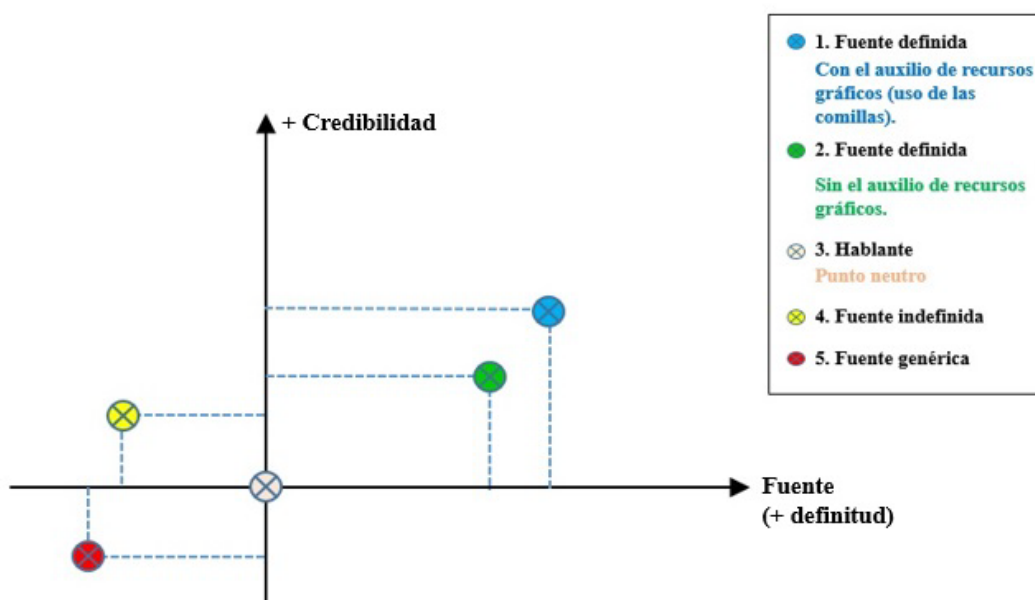 + Credibilidad
Fuente
(+ definitud)
1. Fuente definida
Con el auxilio de recursos
gráficos (uso de las
comillas).
2. Fuente definida
Sin el auxilio de recursos
gráficos.
3. Hablante
Punto neutro
4. Fuente indefinida
5. Fuente genérica